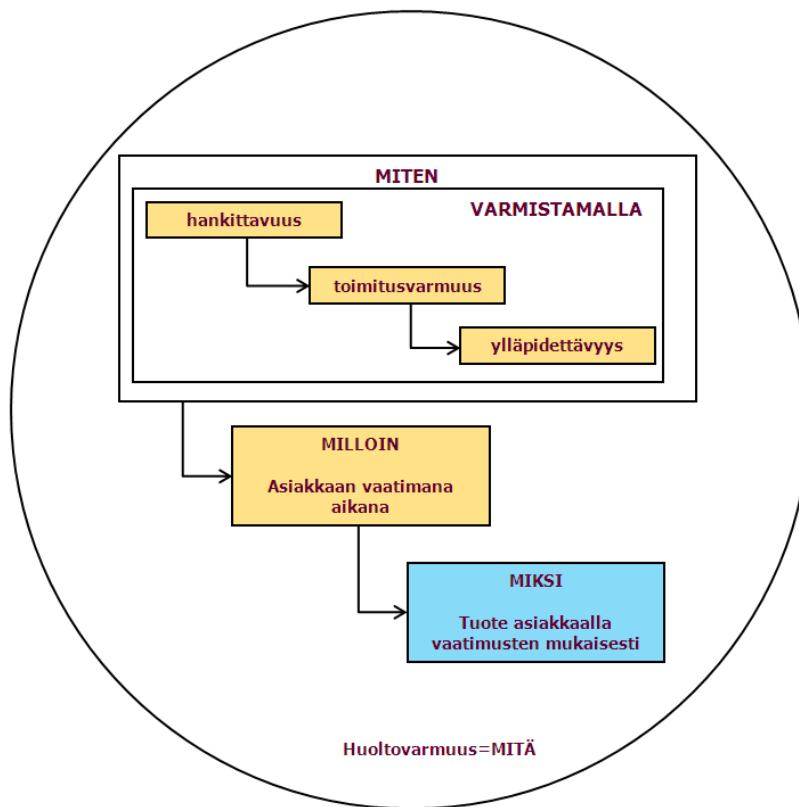 MITEN
VARMISTAMALLA
hankittavuus
toimitusvarmuus
ylläpidettävyys
MILLOIN
Asiakkaan vaatimana
aikana
MIKSI
Tuote asiakkaalla
vaatimusten mukaisesti
Huoltovarmuus=MITÄ